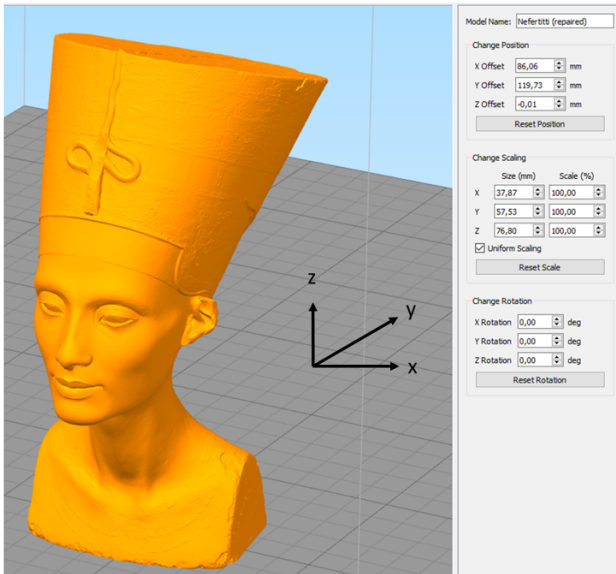 Model Name: Nefertitti (repaired)
Change Position
X Offset 86,06 mm
Y Offset 119,73 mm
Z Offset -0,01 mm
Reset Position
Change Scaling
Size (mm) Scale (%)
X 37,87 100,00
Y 57,53 100,00
Z 76,80 100,00
Uniform Scaling
Reset Scale
Change Rotation
X Rotation 0,00 deg
Y Rotation 0,00 deg
Z Rotation 0,00 deg
Reset Rotation
z
y
x